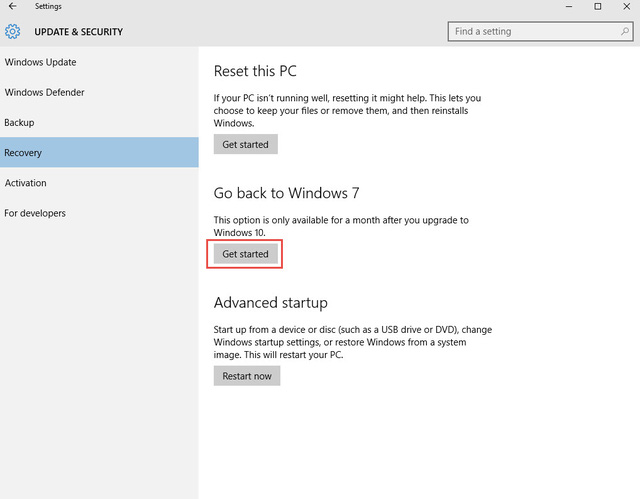 Settings
UPDATE & SECURITY
Find a setting
Windows Update
Windows Defender
Backup
Recovery
Activation
For developers
Reset this PC
If your PC isn't running well, resetting it might help. This lets you
choose to keep your files or remove them, and then reinstalls
Windows.
Get started
Go back to Windows 7
This option is only available for a month after you upgrade to
Windows 10.
Get started
Advanced startup
Start up from a device or disc (such as a USB drive or DVD), change
Windows startup settings, or restore Windows from a system
image. This will restart your PC.
Restart now